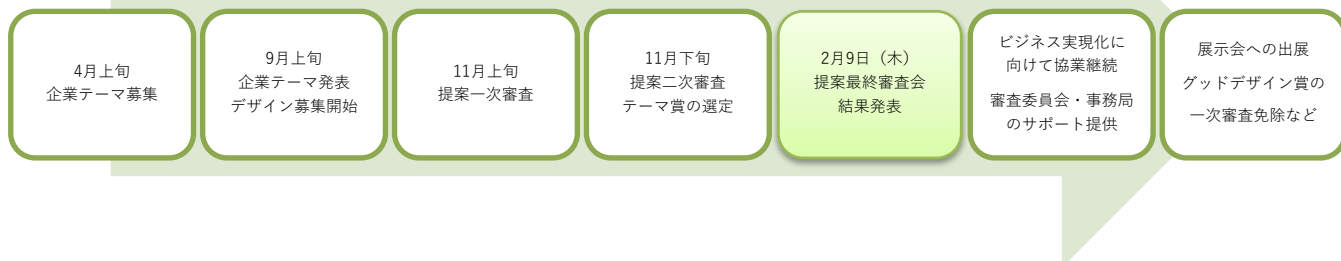 4月上旬
企業テーマ募集
9月上旬
企業テーマ発表
デザイン募集開始
11月上旬
提案一次審査
11月下旬
提案二次審査
テーマ賞の選定
2月9日（木）
提案最終審査会
結果発表
ビジネス実現化に
向けて協業継続
審査委員会・事務局
のサポート提供
展示会への出展
グッドデザイン賞の
一次審査免除など